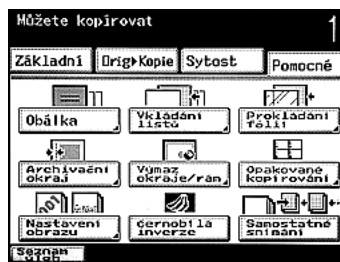 Můžete kopírovat 1
Základní Orig▸Kopie Sytost Pomocné
Obálka Vkládání listů Prokládání fólií
Archivační okraj Výmaz okraje/rám. Opakované kopírování
Nastavení obrazu Černobílá inverze Samostatné snímání
Seznam úloh